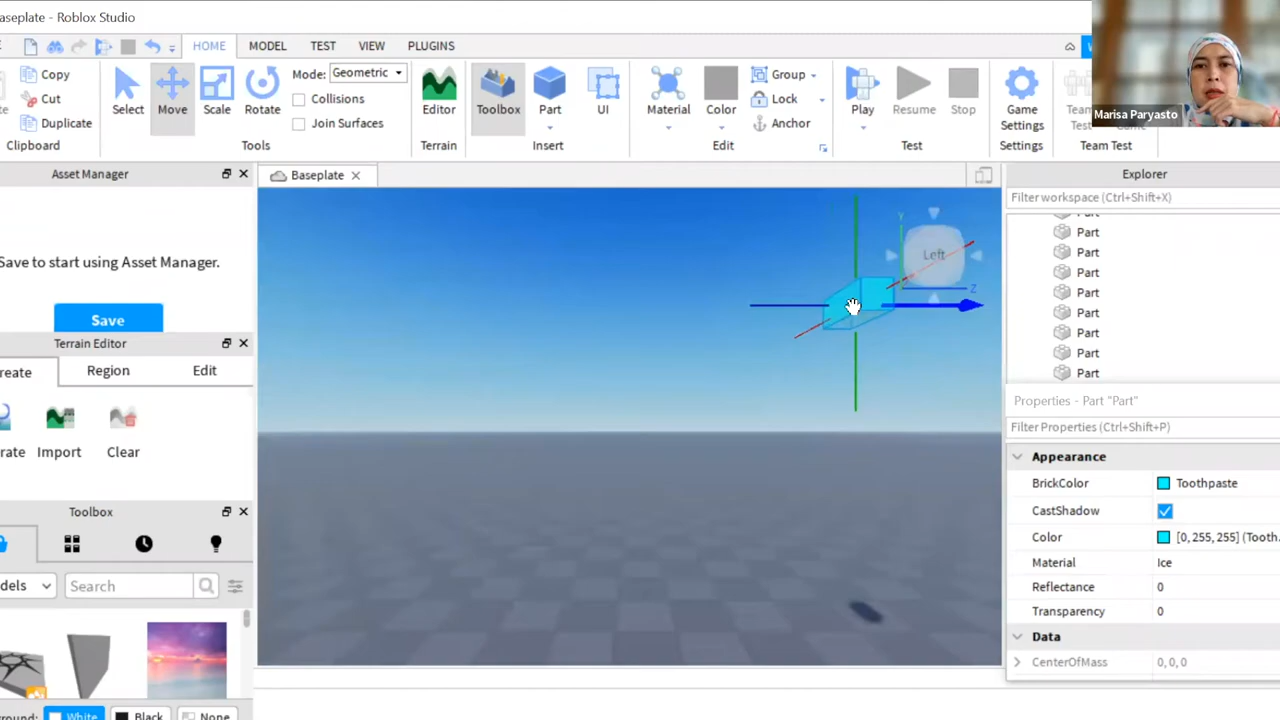 aseplate - Roblox Studio
HOME MODEL TEST VIEW PLUGINS
Copy
Cut
Duplicate
Clipboard
Select
Move
Scale
Rotate
Mode: Geometric
Collisions
Join Surfaces
Tools
Editor
Terrain
Toolbox
Part
UI
Insert
Material
Color
Group
Lock
Anchor
Edit
Play
Resume
Stop
Test
Game
Settings
Settings
Team Test
Marisa Paryasto
Asset Manager
Save to start using Asset Manager.
Save
Terrain Editor
reate Region Edit
rate Import Clear
Toolbox
dels Search
round: White Black None
Baseplate
Left
Y
Z
Explorer
Filter workspace (Ctrl+Shift+X)
Part
Part
Part
Part
Part
Part
Part
Part
Part
Properties - Part "Part"
Filter Properties (Ctrl+Shift+P)
Appearance
BrickColor Toothpaste
CastShadow
Color [0, 255, 255] (Tooth.
Material Ice
Reflectance 0
Transparency 0
Data
CenterOfMass 0, 0, 0